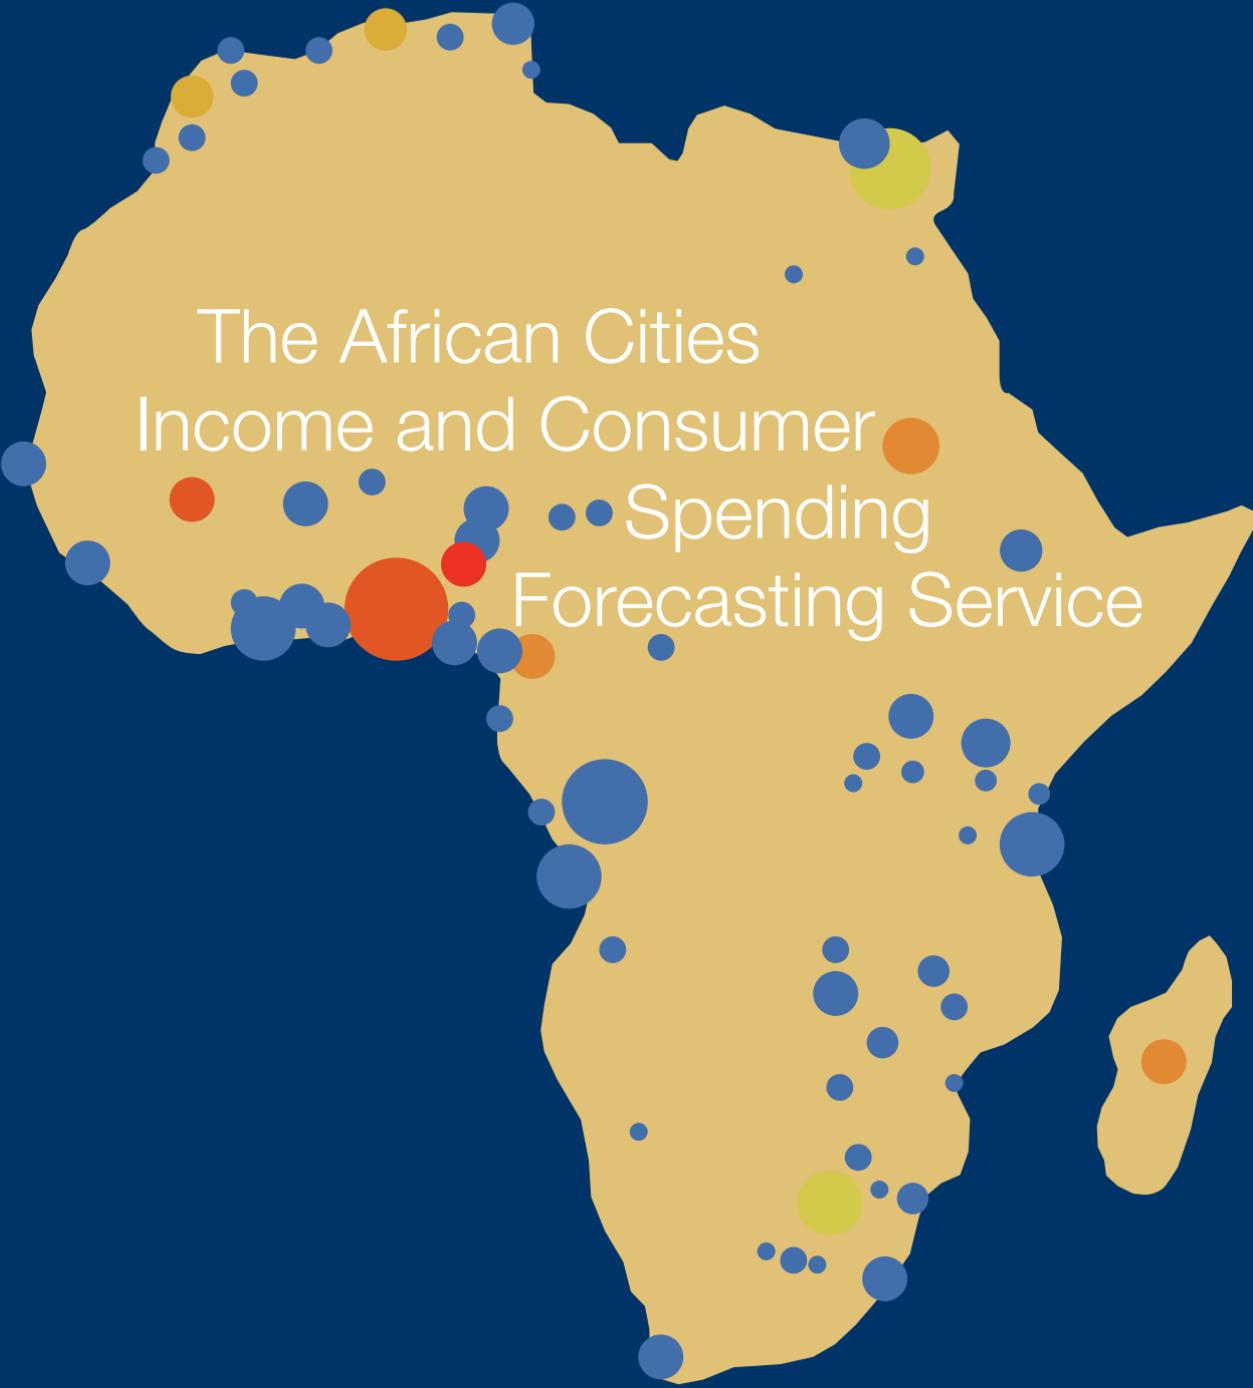 The African Cities
Income and Consumer
Spending
Forecasting Service